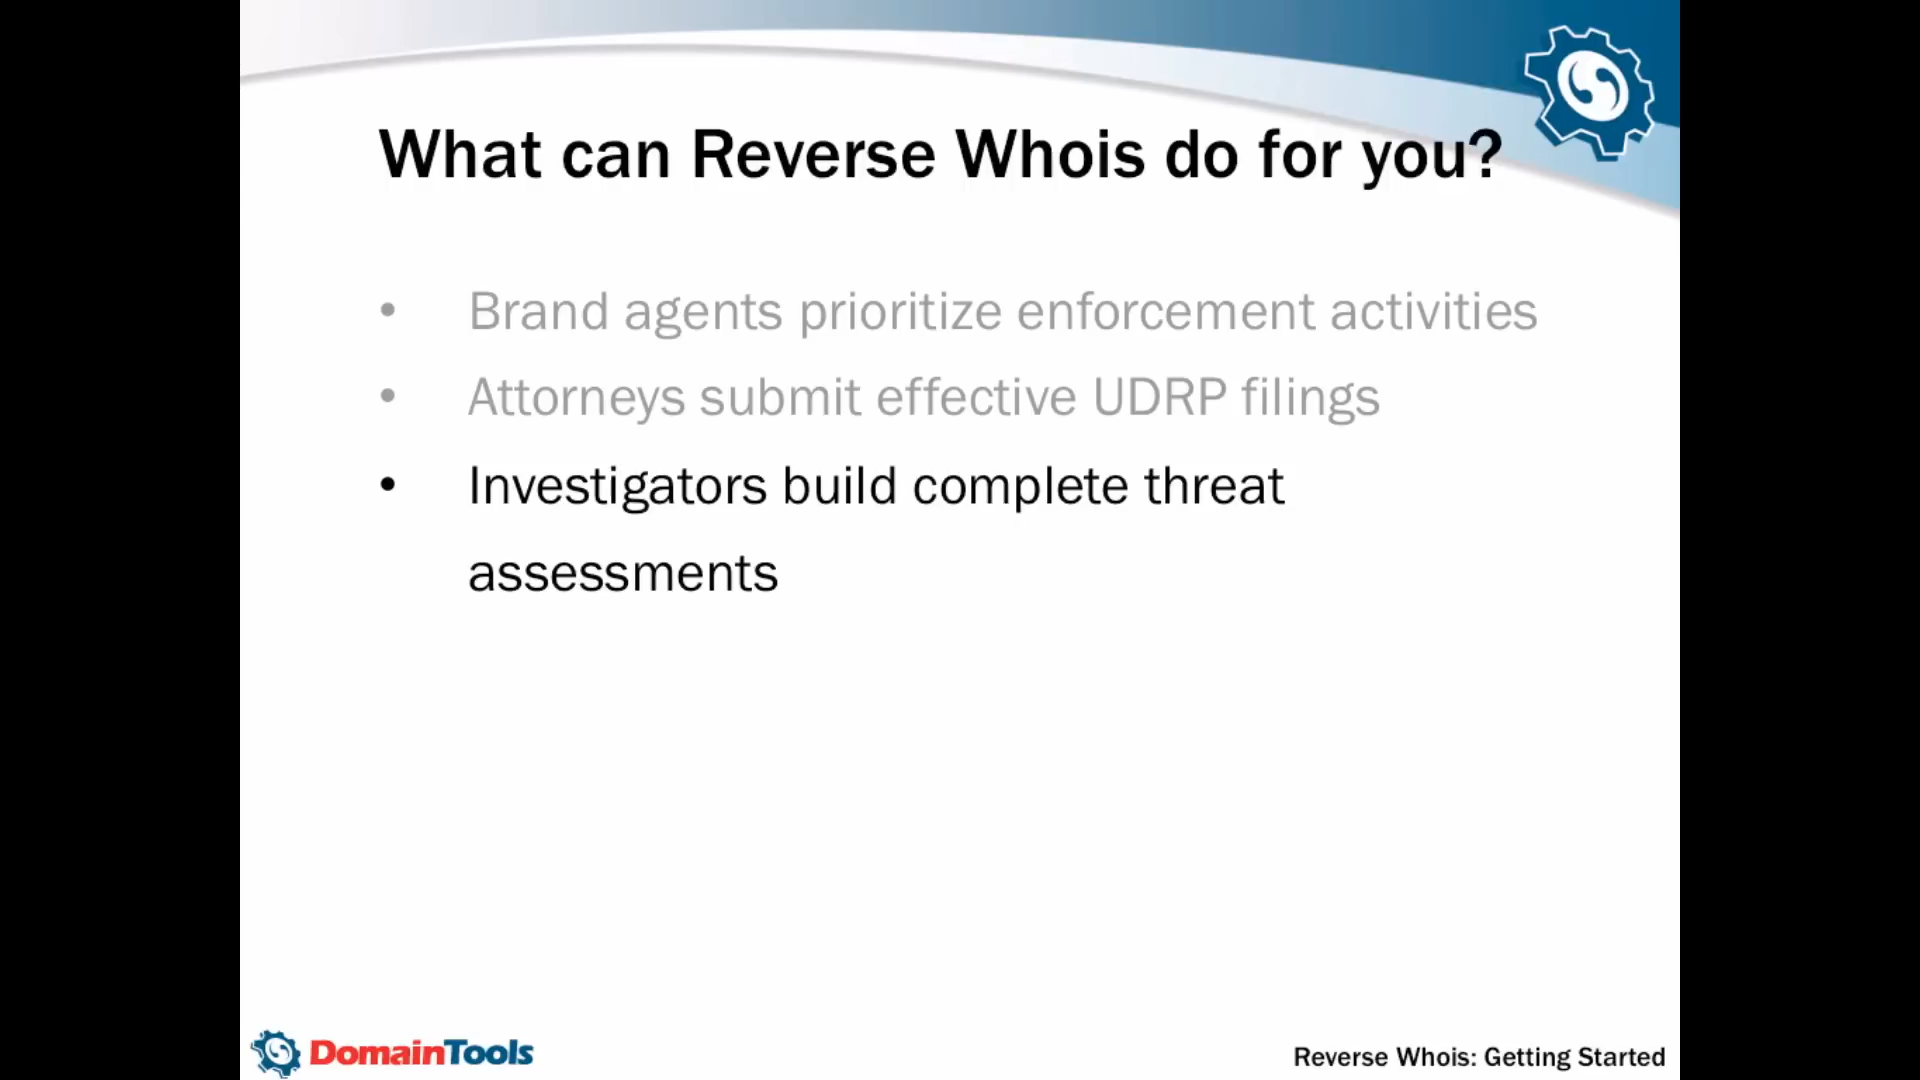 What can Reverse Whois do for you?
• Brand agents prioritize enforcement activities
• Attorneys submit effective UDRP filings
• Investigators build complete threat
assessments
DomainTools
Reverse Whois: Getting Started